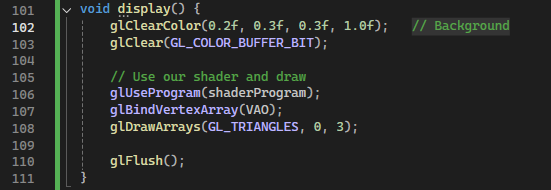 101 void display() {
102 glClearColor(0.2f, 0.3f, 0.3f, 1.0f); // Background
103 glClear(GL_COLOR_BUFFER_BIT);
104
105 // Use our shader and draw
106 glUseProgram(shaderProgram);
107 glBindVertexArray(VAO);
108 glDrawArrays(GL_TRIANGLES, 0, 3);
109
110 glFlush();
111 }